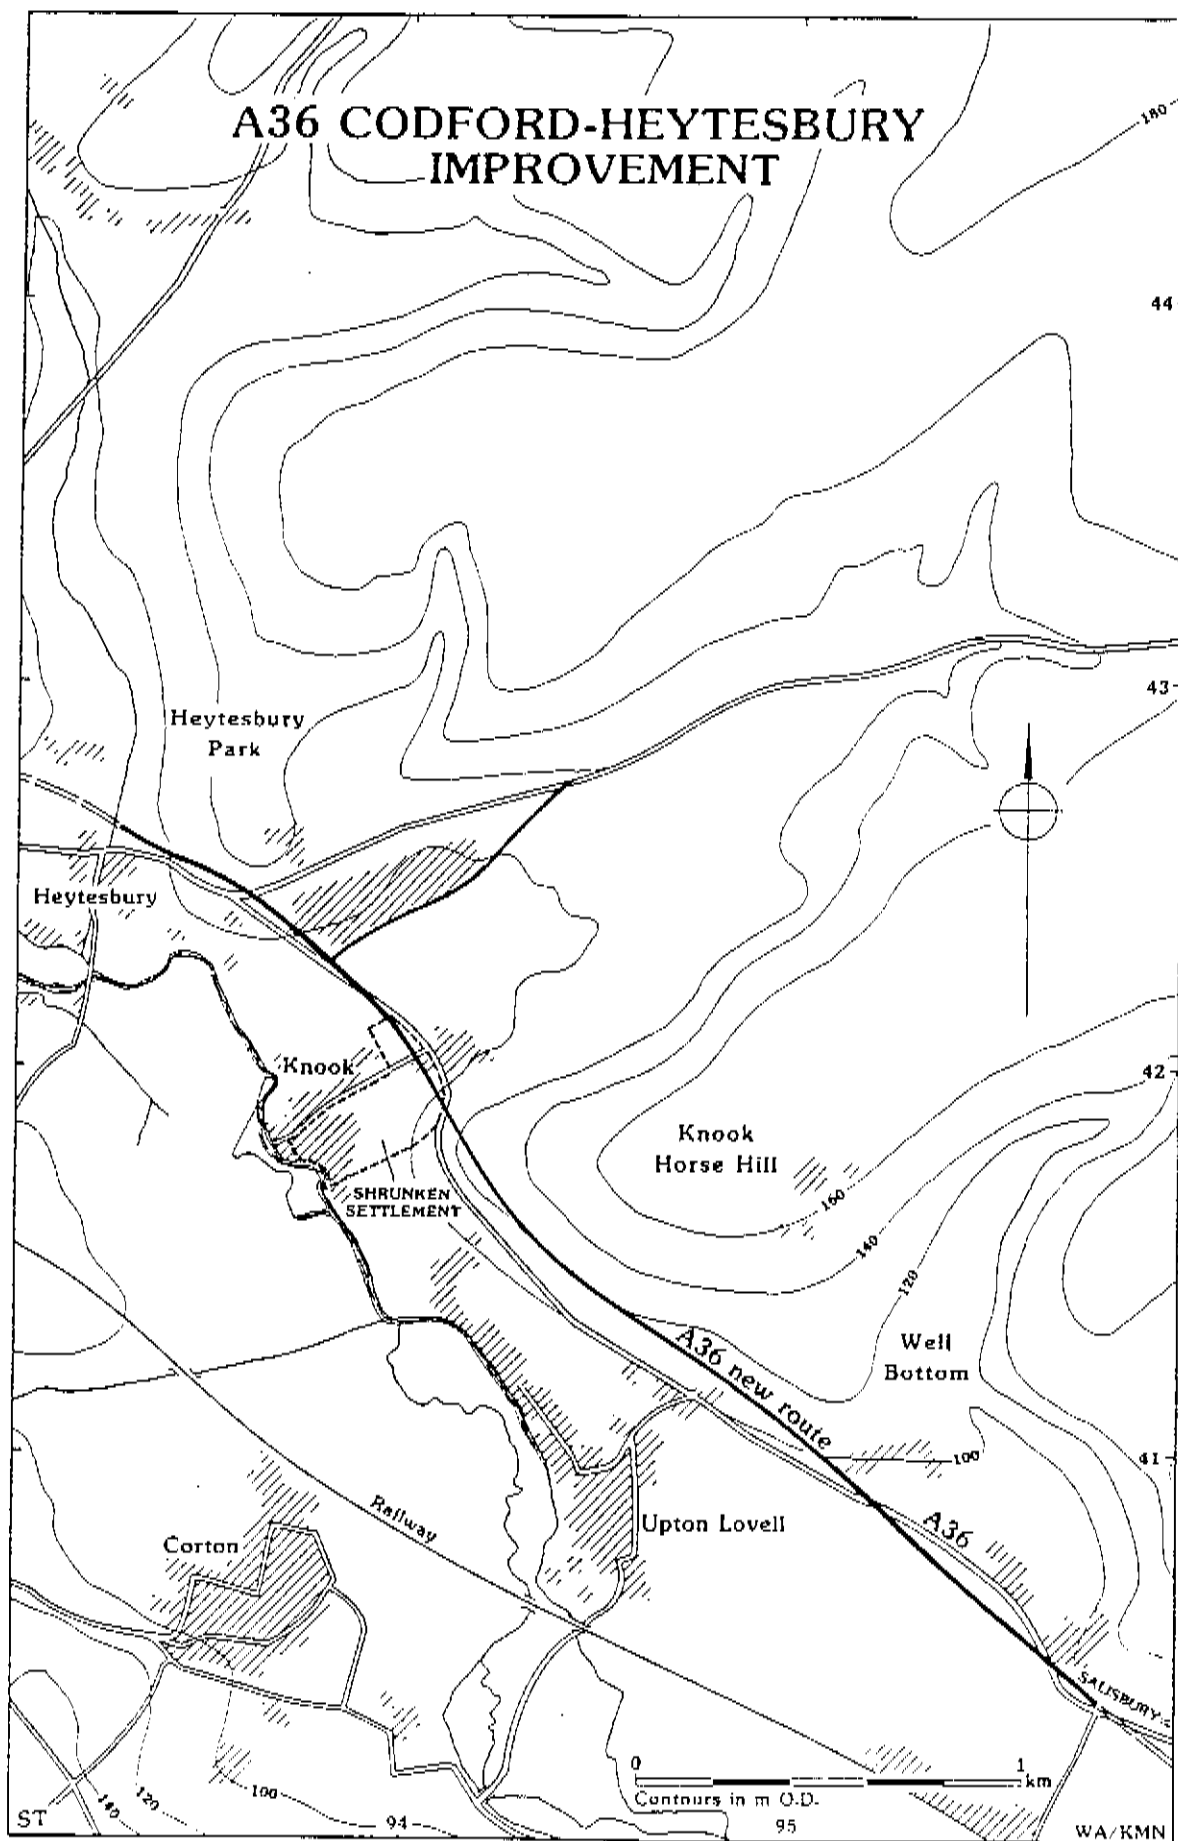 A36 CODFORD-HEYTESBURY
IMPROVEMENT
180
44
43
Heytesbury
Park
Heytesbury
Knook
42
Knook
Horse Hill
SHRUNKEN
SETTLEMENT
160
140
120
A36 new route
Well
Bottom
100
41
Railway
Upton Lovell
A36
Corton
SALISBURY
0 1
km
Contours in m O.D.
140
120
100
ST
94
95
WA/KMN